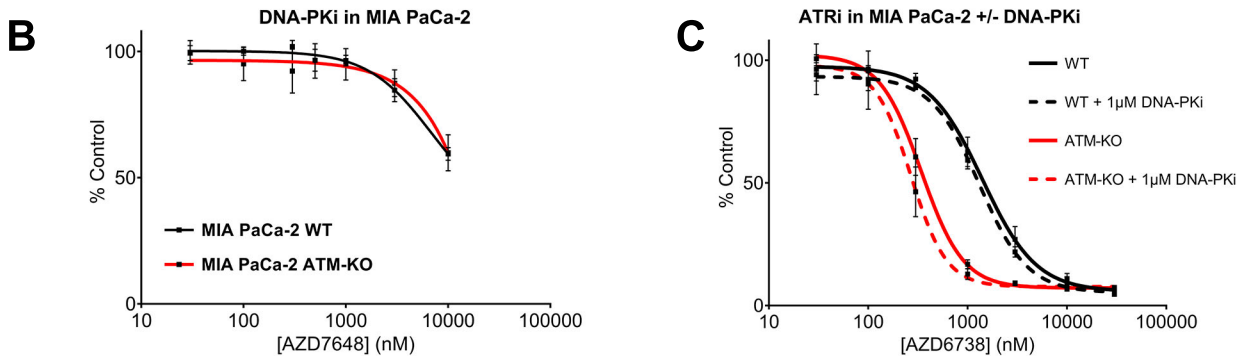 B
DNA-PKi in MIA PaCa-2
% Control
100
50
0
MIA PaCa-2 WT
MIA PaCa-2 ATM-KO
10 100 1000 10000 100000
[AZD7648] (nM)
C
ATRi in MIA PaCa-2 +/- DNA-PKi
% Control
100
50
0
WT
WT + 1µM DNA-PKi
ATM-KO
ATM-KO + 1µM DNA-PKi
10 100 1000 10000 100000
[AZD6738] (nM)